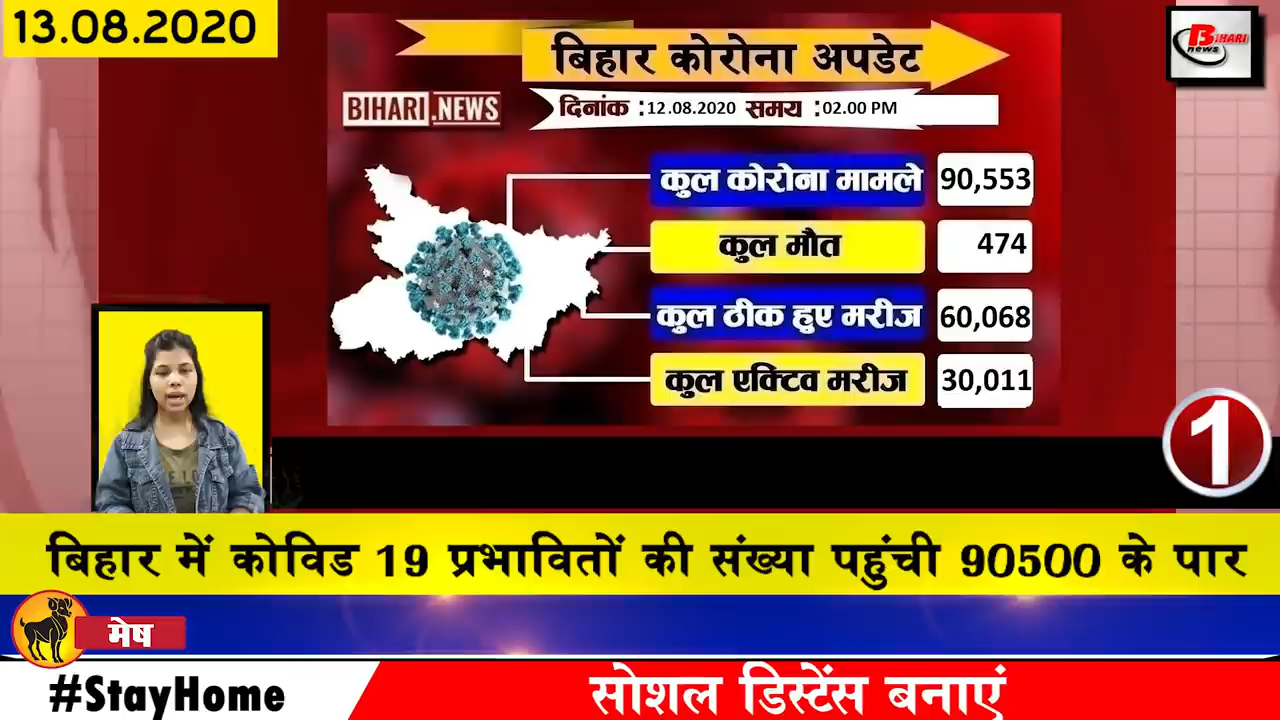 13.08.2020
BIHARI
news
बिहार कोरोना अपडेट
BIHARI.NEWS
दिनांक : 12.08.2020 समय : 02.00 PM
कुल कोरोना मामले 90,553
कुल मौत 474
कुल ठीक हुए मरीज 60,068
कुल एक्टिव मरीज 30,011
1
बिहार में कोविड 19 प्रभावितों की संख्या पहुंची 90500 के पार
मेष
#StayHome
सोशल डिस्टेंस बनाएं